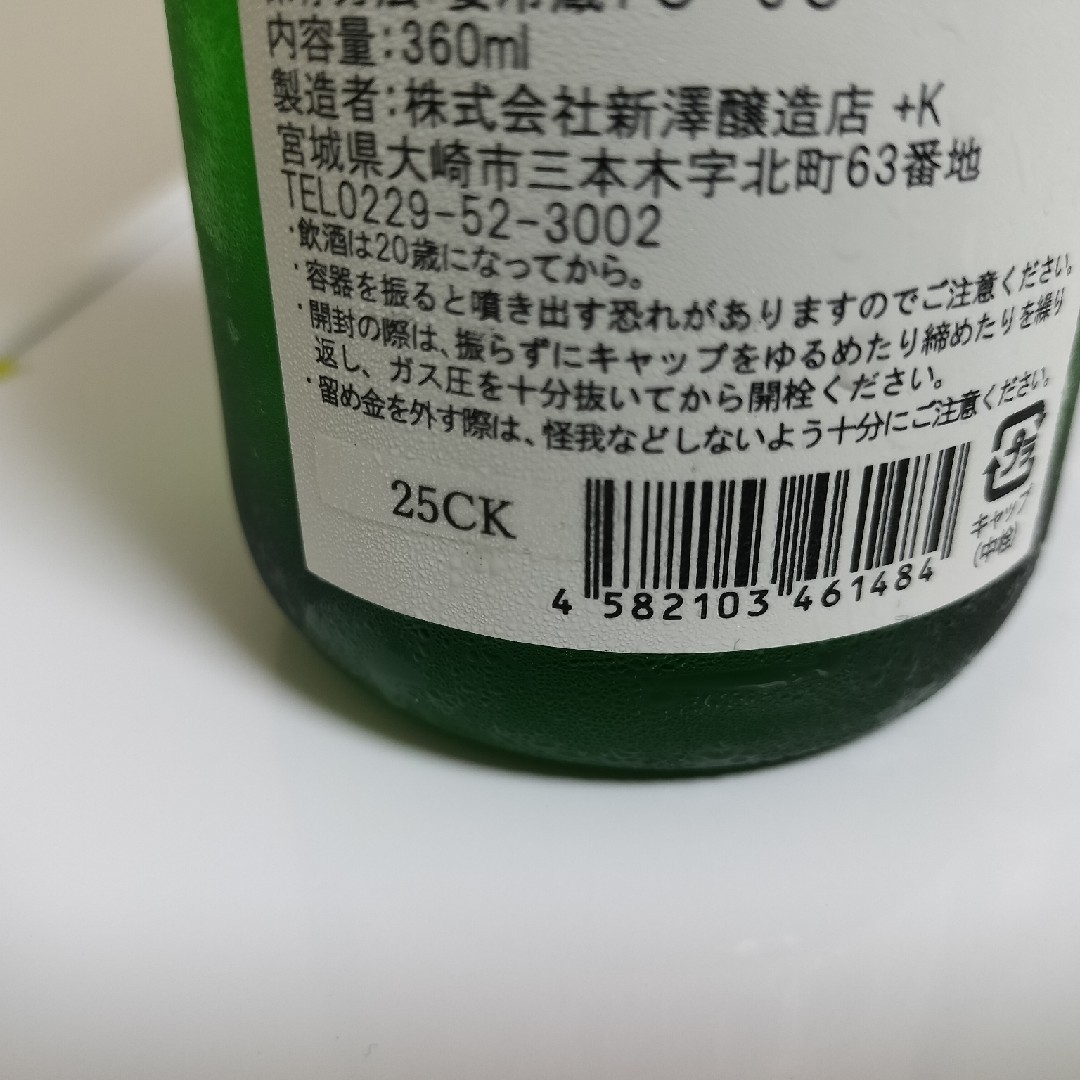 内容量:360ml
製造者:株式会社新澤醸造店 +K
宮城県大崎市三本木字北町63番地
TEL0229-52-3002
・飲酒は20歳になってから。
・容器を振ると噴き出す恐れがありますのでご注意ください。
・開封の際は、振らずにキャップをゆるめたり締めたりを繰り
返し、ガス圧を十分抜いてから開栓ください。
・留め金を外す際は、怪我などしないよう十分にご注意ください。
25CK
プラ
キャップ
(中栓)
4 582103 461484